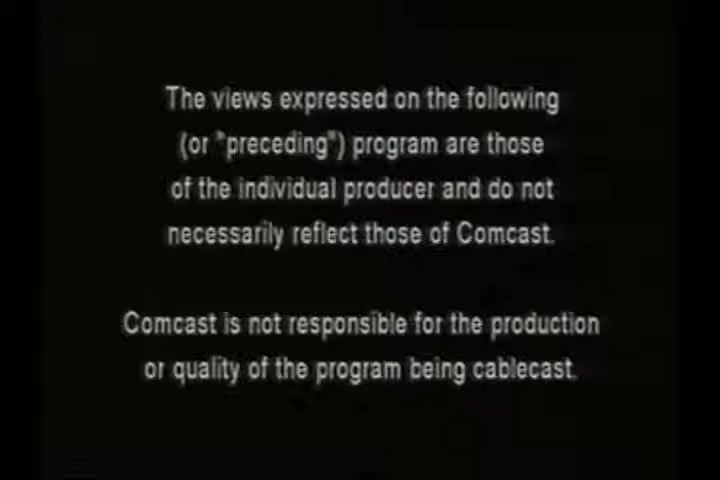 The views expressed on the following
(or "preceding") program are those
of the individual producer and do not
necessarily reflect those of Comcast.
Comcast is not responsible for the production
or quality of the program being cablecast.